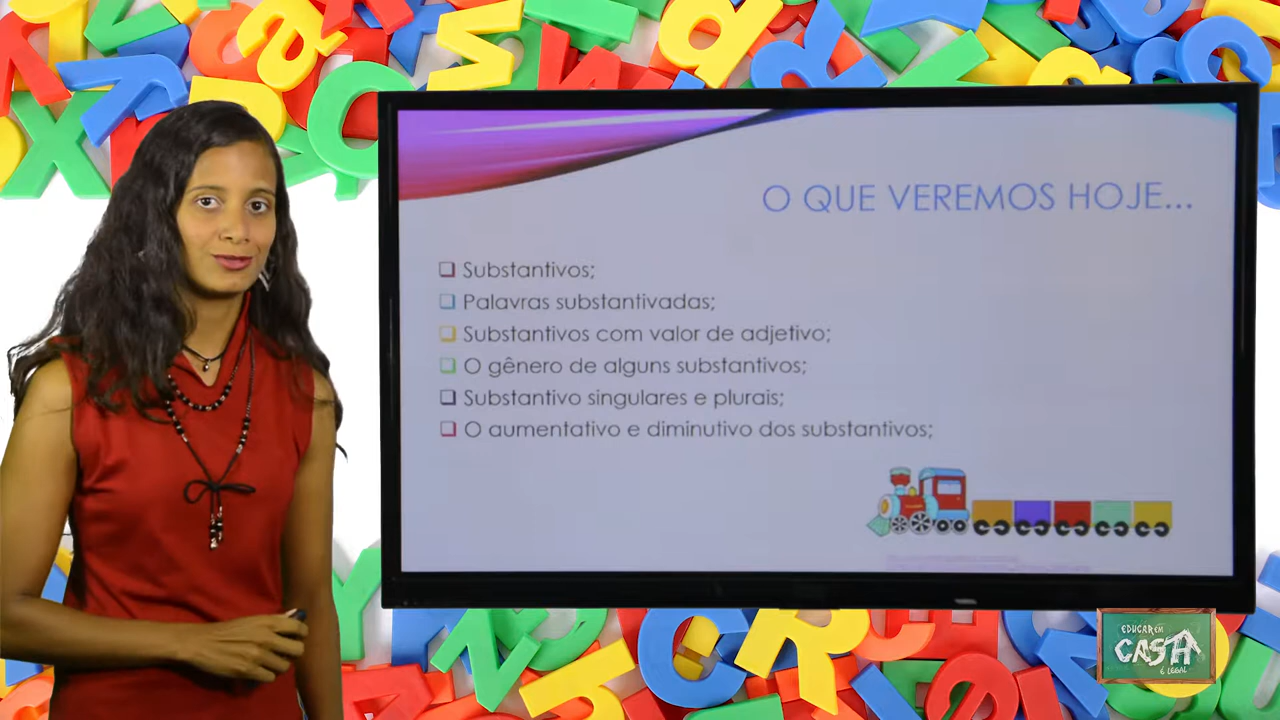 O QUE VEREMOS HOJE...
Substantivos;
Palavras substantivadas;
Substantivos com valor de adjetivo;
O gênero de alguns substantivos;
Substantivo singulares e plurais;
O aumentativo e diminutivo dos substantivos;
EDUCAR EM
CASA
É LEGAL